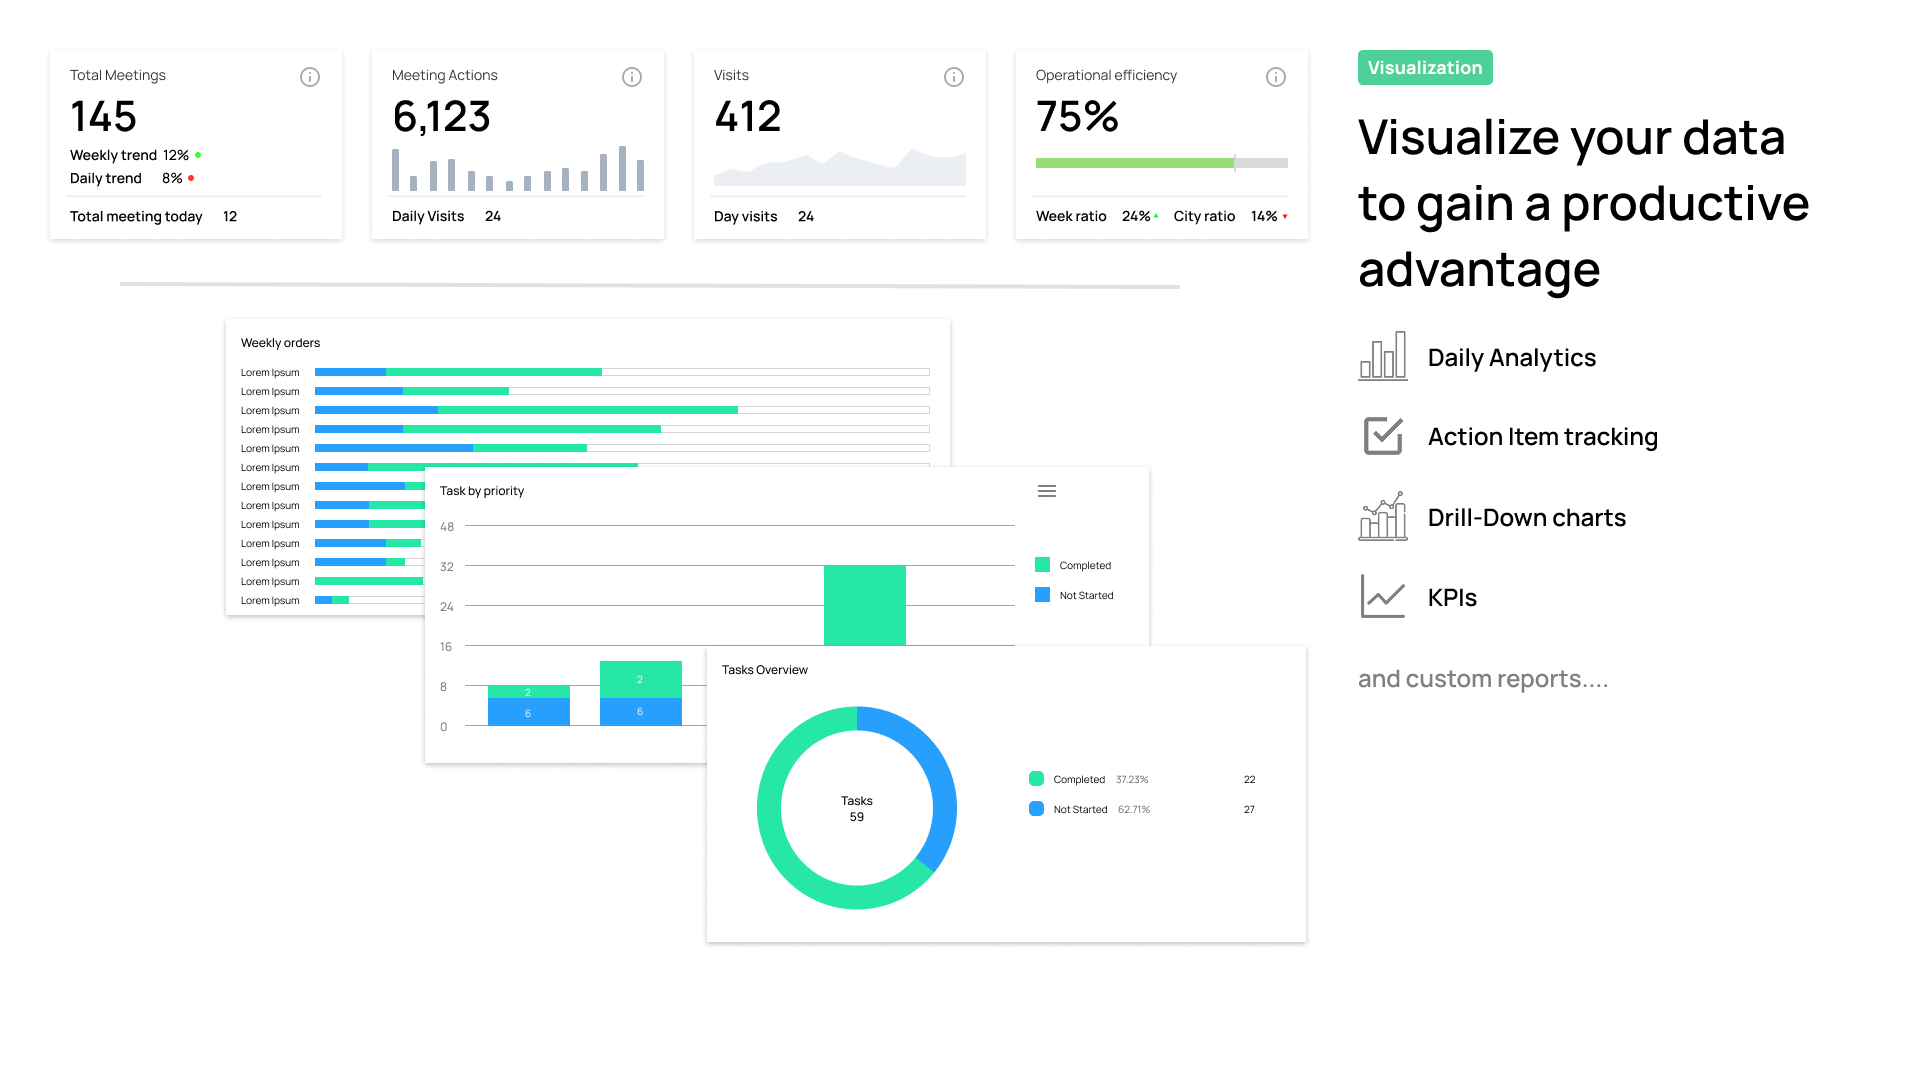 Total Meetings
145
Weekly trend 12%
Daily trend 8%
Total meeting today 12
Meeting Actions
6,123
Daily Visits 24
Visits
412
Day visits 24
Operational efficiency
75%
Week ratio 24% City ratio 14%
Visualization
Visualize your data
to gain a productive
advantage
Daily Analytics
Action Item tracking
Drill-Down charts
KPIs
and custom reports....
Weekly orders
Lorem Ipsum
Lorem Ipsum
Lorem Ipsum
Lorem Ipsum
Lorem Ipsum
Lorem Ipsum
Lorem Ipsum
Lorem Ipsum
Lorem Ipsum
Lorem Ipsum
Lorem Ipsum
Lorem Ipsum
Lorem Ipsum
Task by priority
48
32
24
16
8
0
2
6
2
6
Completed
Not Started
Tasks Overview
Tasks
59
Completed 37.23% 22
Not Started 62.71% 27